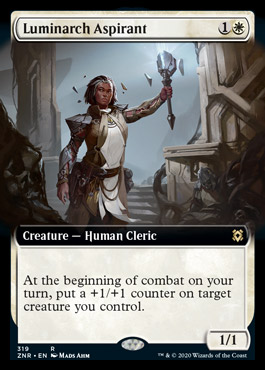 Luminarch Aspirant 1
Creature — Human Cleric
At the beginning of combat on your
turn, put a +1/+1 counter on target
creature you control.
1/1
319 R
ZNR • EN Mads Ahm
™ & © 2020 Wizards of the Coast